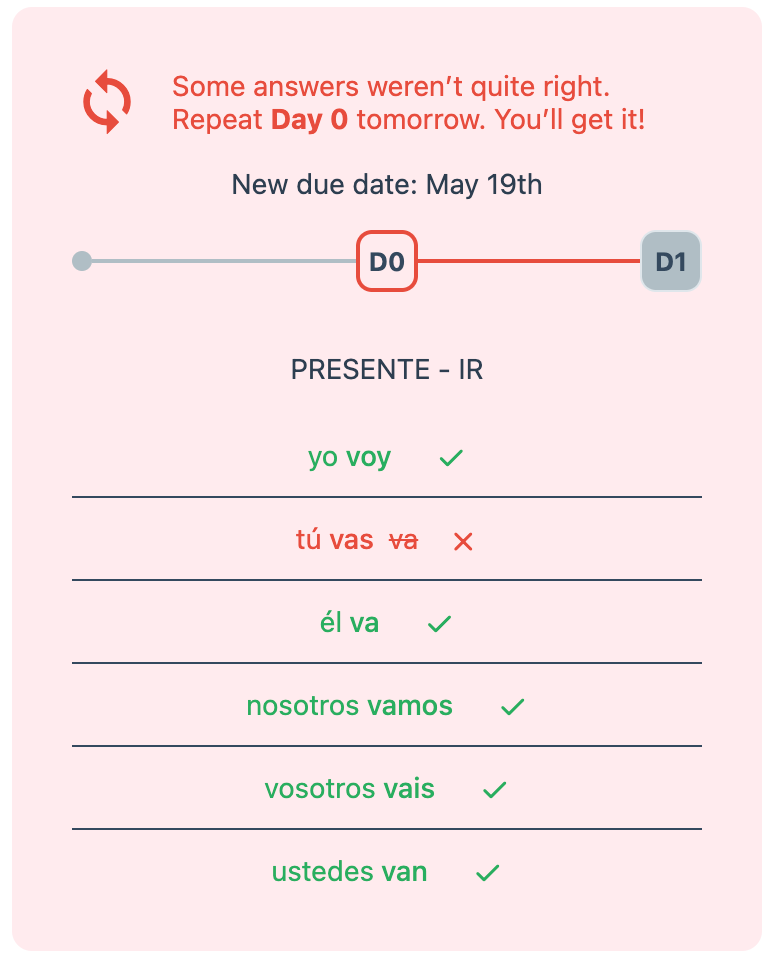 Some answers weren’t quite right.
Repeat Day 0 tomorrow. You’ll get it!
New due date: May 19th
D0
D1
PRESENTE - IR
yo voy
tú vas va
él va
nosotros vamos
vosotros vais
ustedes van